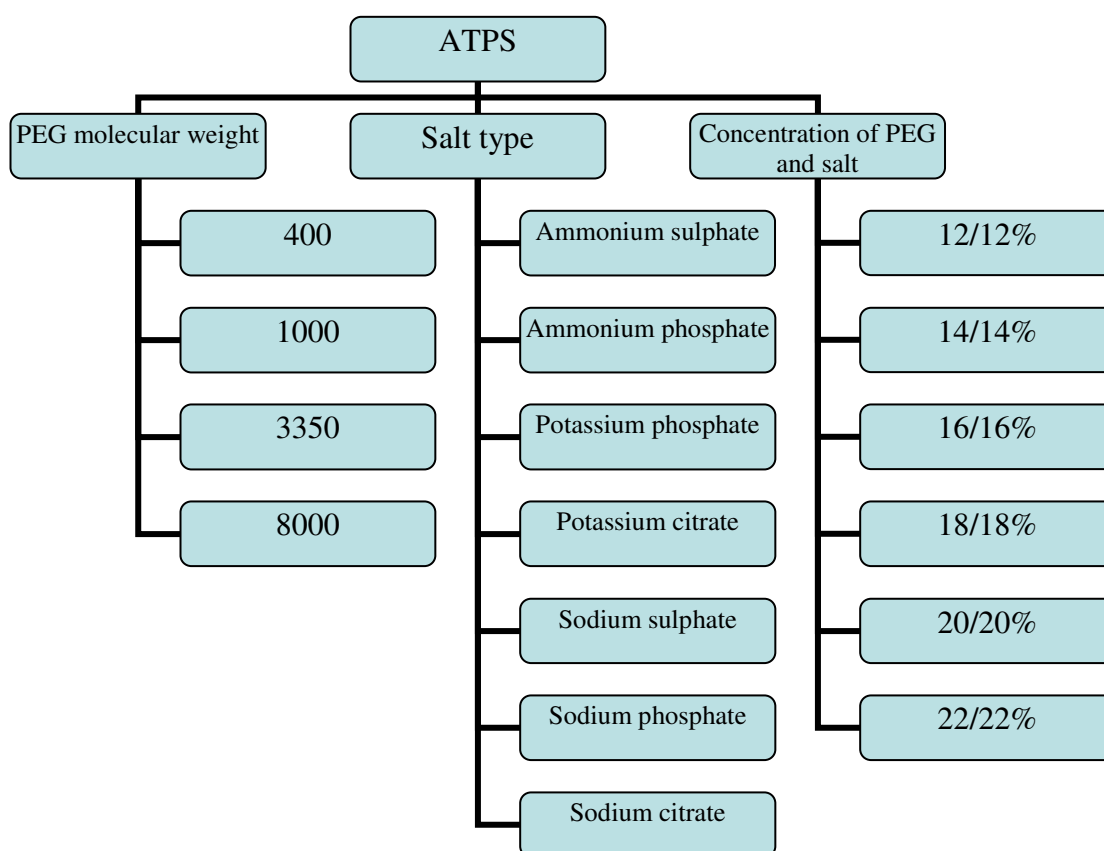 ATPS
PEG molecular weight
400
1000
3350
8000
Salt type
Ammonium sulphate
Ammonium phosphate
Potassium phosphate
Potassium citrate
Sodium sulphate
Sodium phosphate
Sodium citrate
Concentration of PEG
and salt
12/12%
14/14%
16/16%
18/18%
20/20%
22/22%